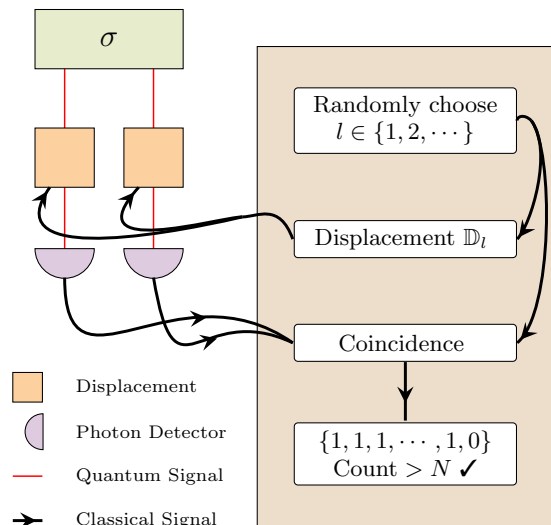 σ
Randomly choose
l ∈ {1, 2, ⋯}
Displacement 𝔻_l
Coincidence
{1, 1, 1, ⋯ , 1, 0}
Count > N ✓
Displacement
Photon Detector
Quantum Signal
Classical Signal